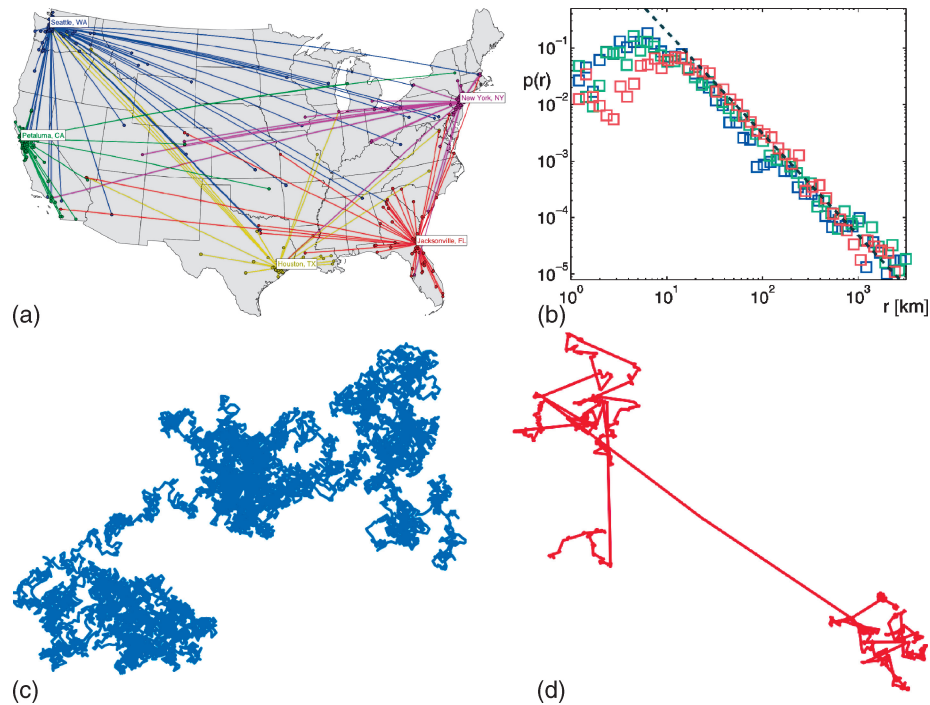 Seattle, WA
New York, NY
Petaluma, CA
Jacksonville, FL
Houston, TX
(a)
p(r)
10⁻¹
10⁻²
10⁻³
10⁻⁴
10⁻⁵
10⁰ 10¹ 10² 10³
r [km]
(b)
(c)
(d)